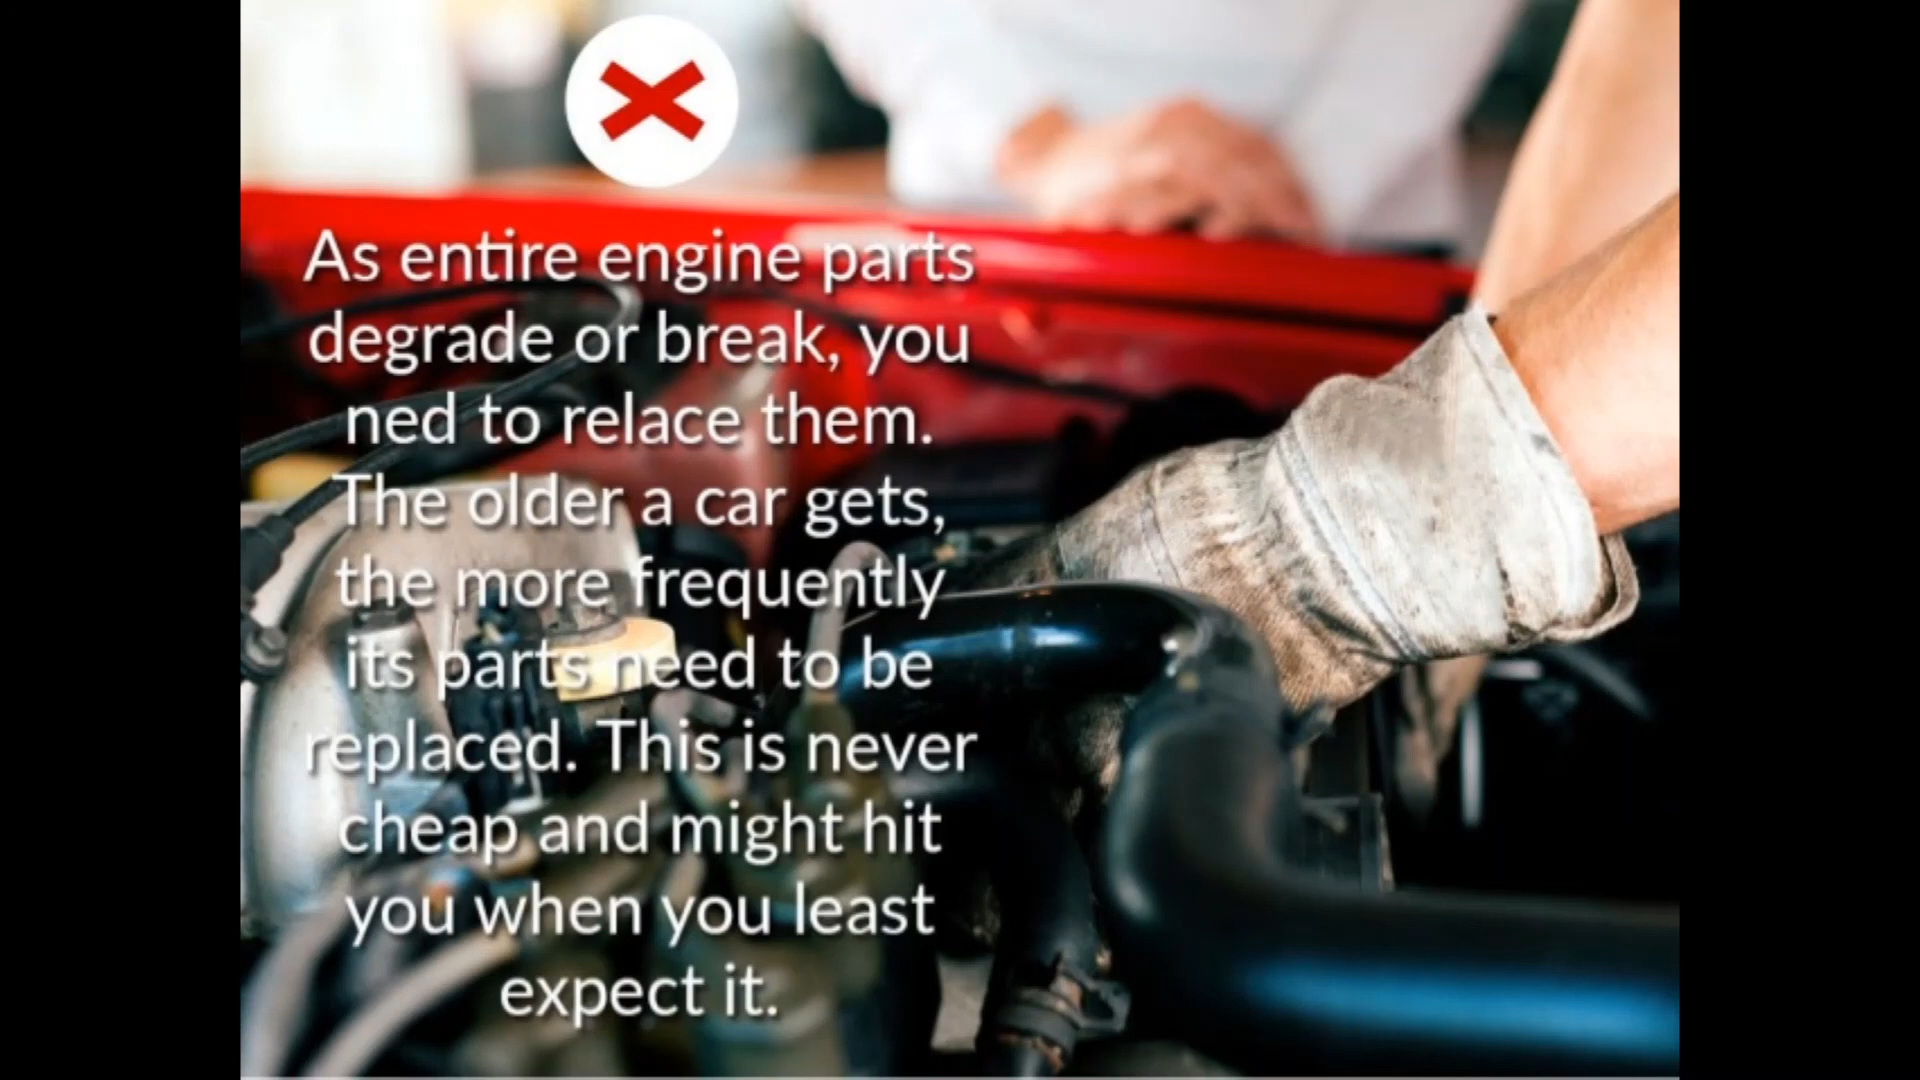 As entire engine parts
degrade or break, you
ned to relace them.
The older a car gets,
the more frequently
its parts need to be
replaced. This is never
cheap and might hit
you when you least
expect it.